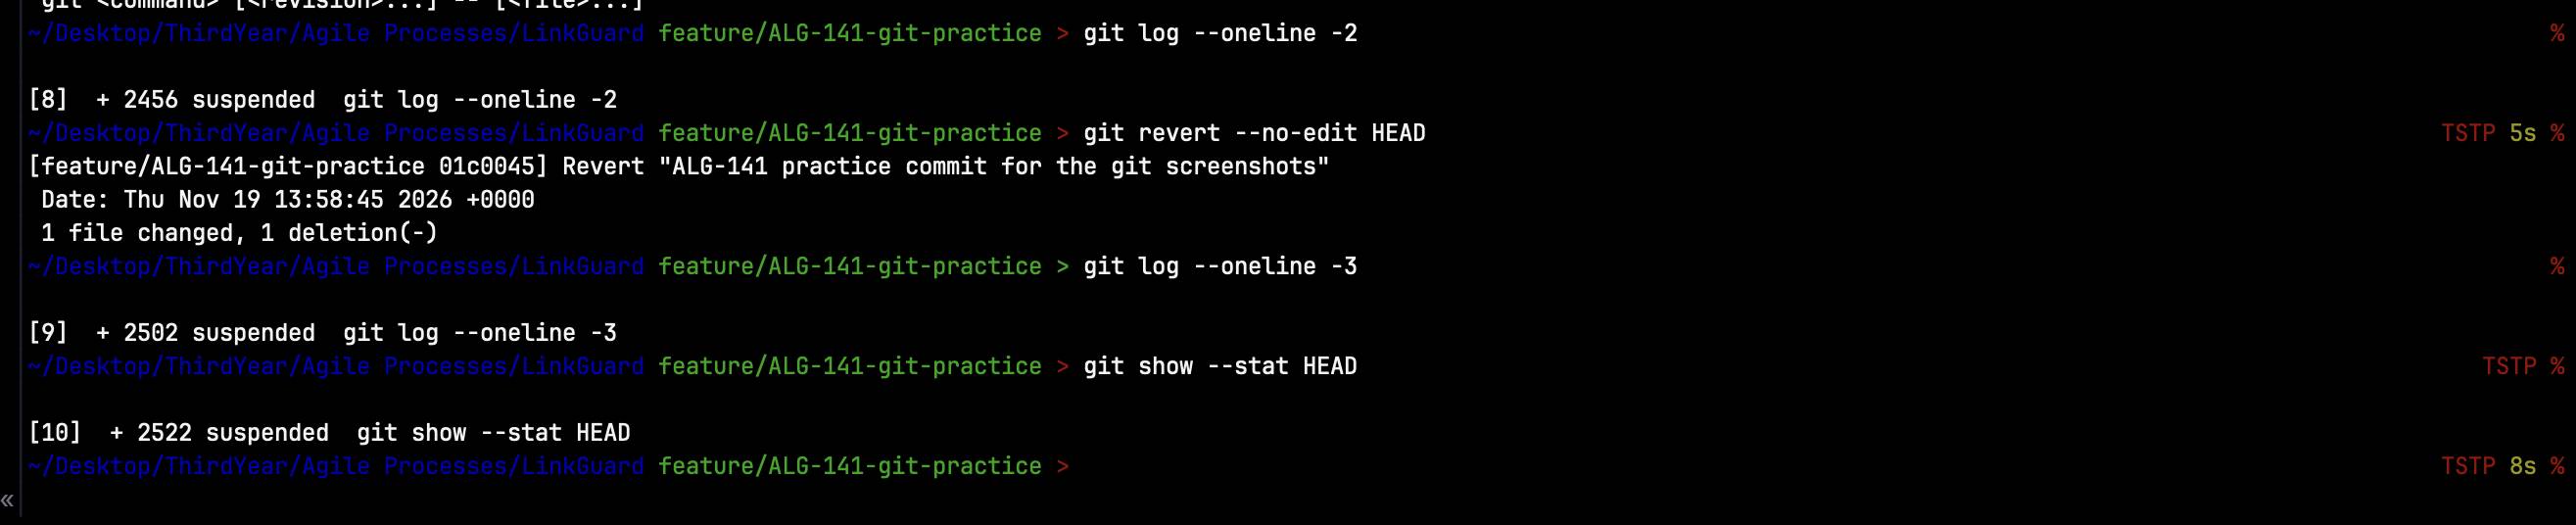 git <command> [<revision>...] -- [<file>...]
~/Desktop/ThirdYear/Agile Processes/LinkGuard feature/ALG-141-git-practice > git log --oneline -2 %
[8]  + 2456 suspended  git log --oneline -2
~/Desktop/ThirdYear/Agile Processes/LinkGuard feature/ALG-141-git-practice > git revert --no-edit HEAD TSTP 5s %
[feature/ALG-141-git-practice 01c0045] Revert "ALG-141 practice commit for the git screenshots"
 Date: Thu Nov 19 13:58:45 2026 +0000
 1 file changed, 1 deletion(-)
~/Desktop/ThirdYear/Agile Processes/LinkGuard feature/ALG-141-git-practice > git log --oneline -3 %
[9]  + 2502 suspended  git log --oneline -3
~/Desktop/ThirdYear/Agile Processes/LinkGuard feature/ALG-141-git-practice > git show --stat HEAD TSTP %
[10]  + 2522 suspended  git show --stat HEAD
~/Desktop/ThirdYear/Agile Processes/LinkGuard feature/ALG-141-git-practice > TSTP 8s %
«